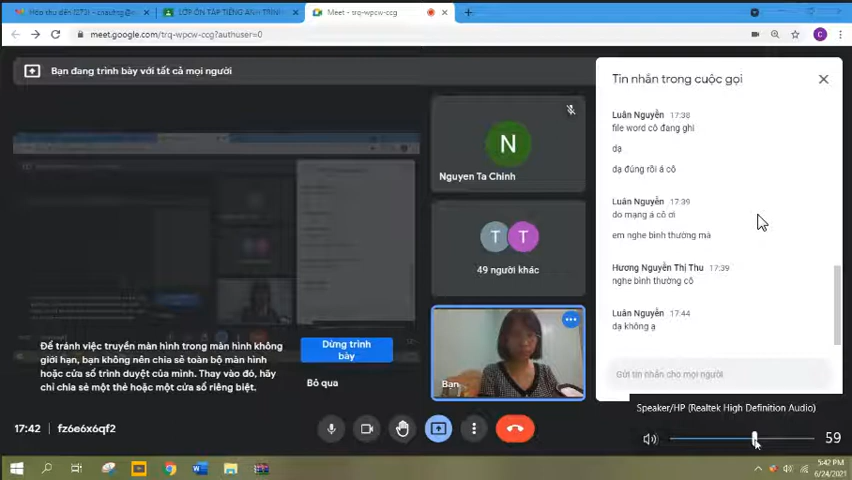 LỚP ÔN TẬP TIẾNG ANH TRÌNH
Meet - trq-wpcw-ccg
meet.google.com/trq-wpcw-ccg?authuser=0
C
Bạn đang trình bày với tất cả mọi người
N
Nguyen Ta Chinh
T T
49 người khác
Để tránh việc truyền màn hình trong màn hình không
giới hạn, bạn không nên chia sẻ toàn bộ màn hình
hoặc cửa sổ trình duyệt của mình. Thay vào đó, hãy
chỉ chia sẻ một thẻ hoặc một cửa sổ riêng biệt.
Dừng trình
bày
Bỏ qua
Bạn
Tin nhắn trong cuộc gọi
Luân Nguyễn 17:38
file word cô đang ghi
dạ
dạ đúng rồi á cô
Luân Nguyễn 17:39
do mạng á cô ơi
em nghe bình thường mà
Hương Nguyễn Thị Thu 17:39
nghe bình thường cô
Luân Nguyễn 17:44
dạ không ạ
Gửi tin nhắn cho mọi người
Speaker/HP (Realtek High Definition Audio)
59
17:42 fz6e6x6qf2
5:42 PM
6/24/2021